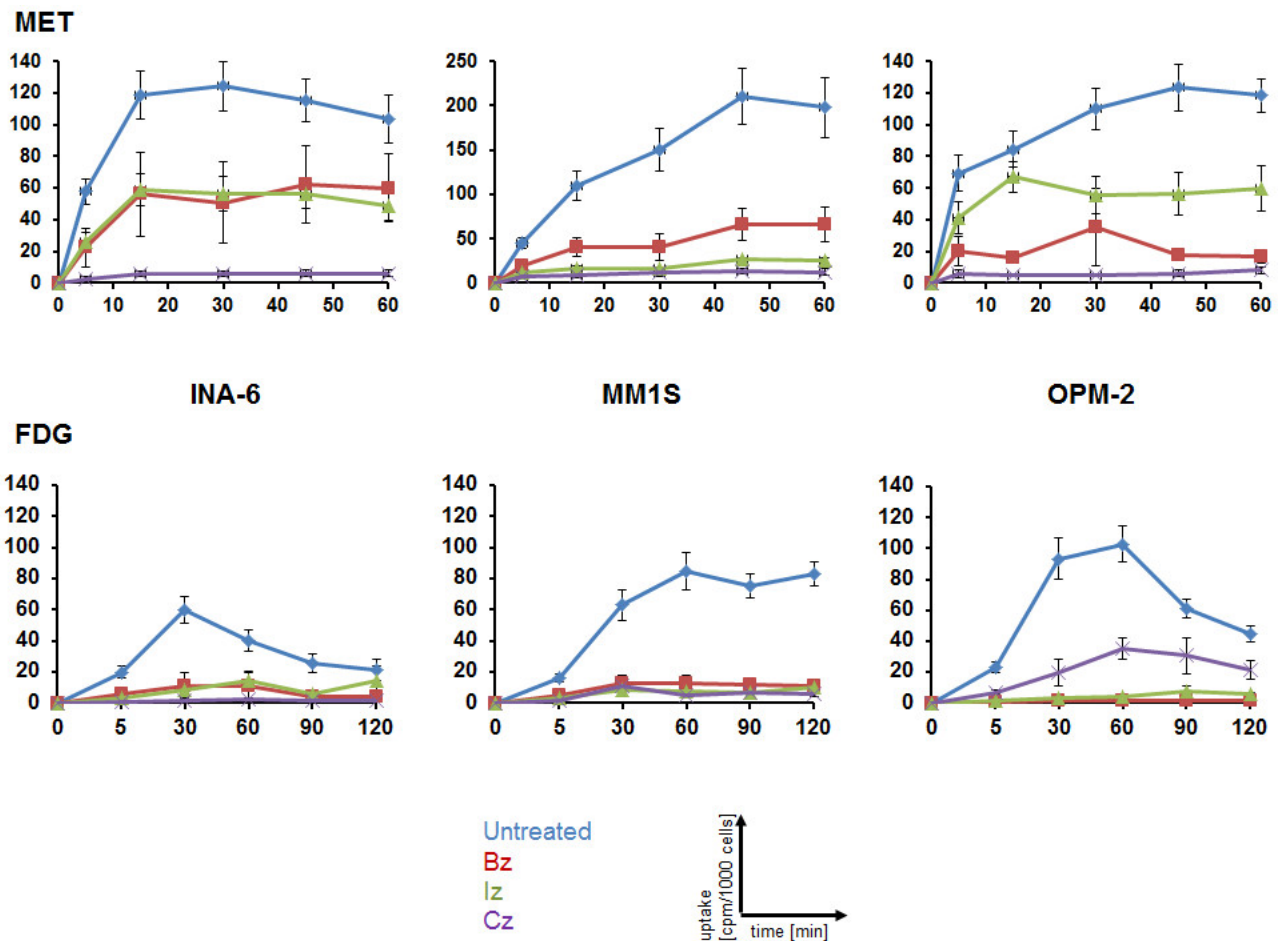 MET
140 120 100 80 60 40 20 0
0 10 20 30 40 50 60
250 200 150 100 50 0
0 10 20 30 40 50 60
140 120 100 80 60 40 20 0
0 10 20 30 40 50 60
INA-6 MM1S OPM-2
FDG
140 120 100 80 60 40 20 0
0 5 30 60 90 120
140 120 100 80 60 40 20 0
0 5 30 60 90 120
140 120 100 80 60 40 20 0
0 5 30 60 90 120
Untreated
Bz
Iz
Cz
uptake
[cpm/1000 cells]
time [min]